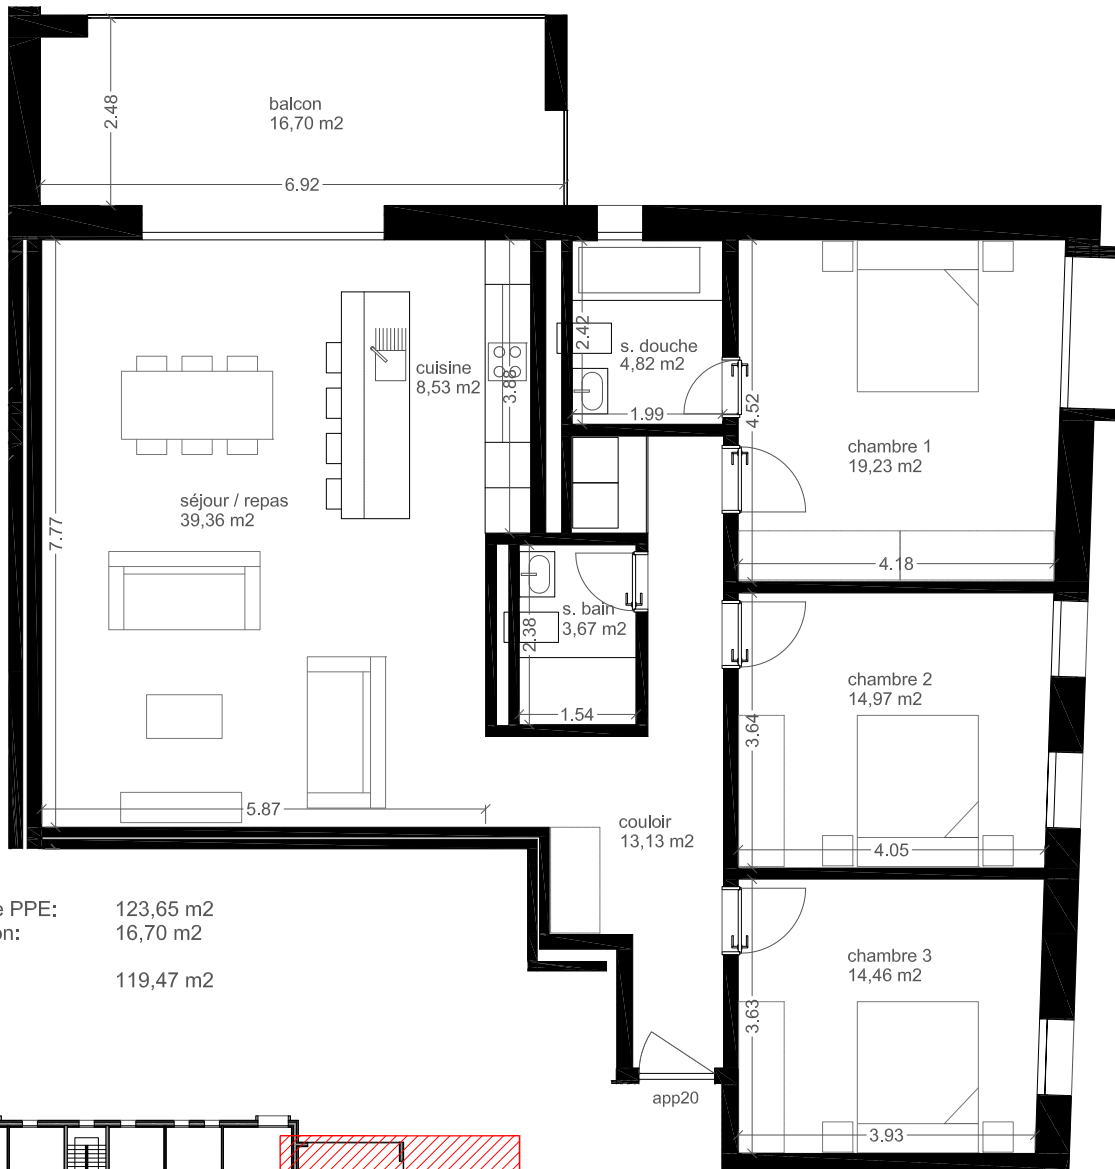 2.48
balcon
16,70 m2
6.92
cuisine
8,53 m2
3.88
2.42
s. douche
4,82 m2
1.99
4.52
chambre 1
19,23 m2
4.18
séjour / repas
39,36 m2
7.77
s. bain
3,67 m2
2.38
1.54
chambre 2
14,97 m2
3.64
4.05
5.87
couloir
13,13 m2
e PPE: 123,65 m2
on: 16,70 m2
119,47 m2
chambre 3
14,46 m2
3.63
3.93
app20